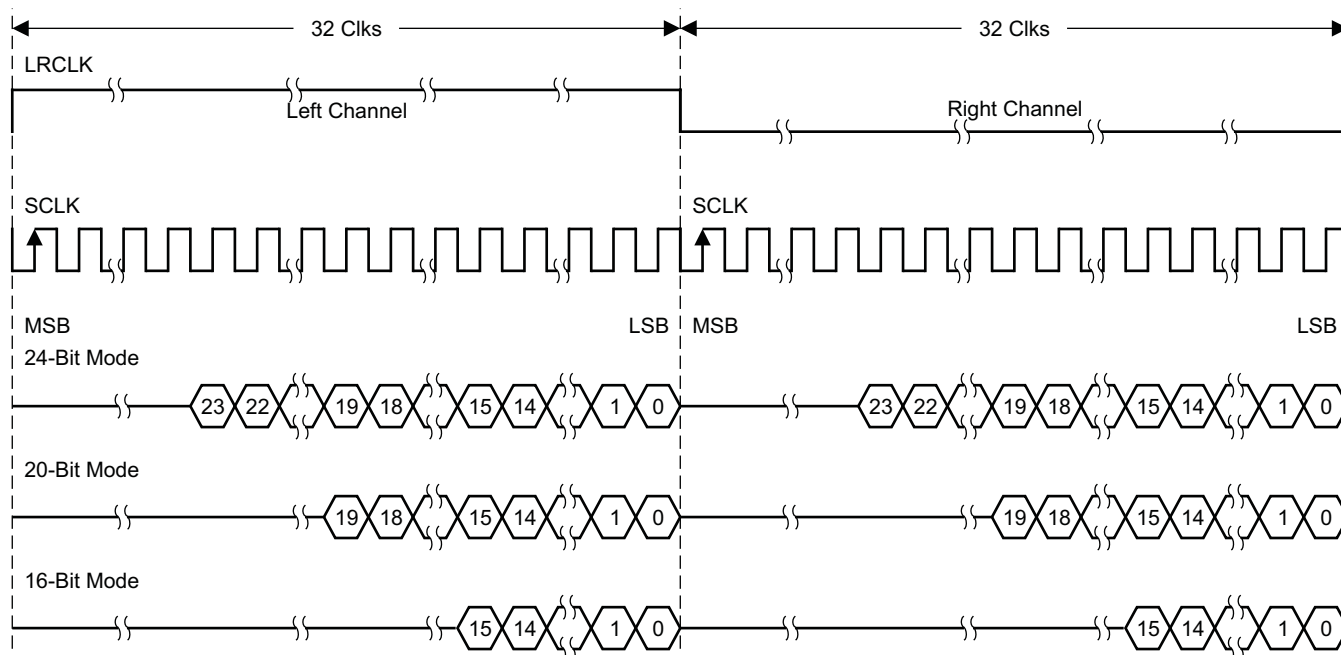 32 Clks 32 Clks
LRCLK
Left Channel Right Channel
SCLK SCLK
MSB LSB MSB LSB
24-Bit Mode
23 22 19 18 15 14 1 0 23 22 19 18 15 14 1 0
20-Bit Mode
19 18 15 14 1 0 19 18 15 14 1 0
16-Bit Mode
15 14 1 0 15 14 1 0